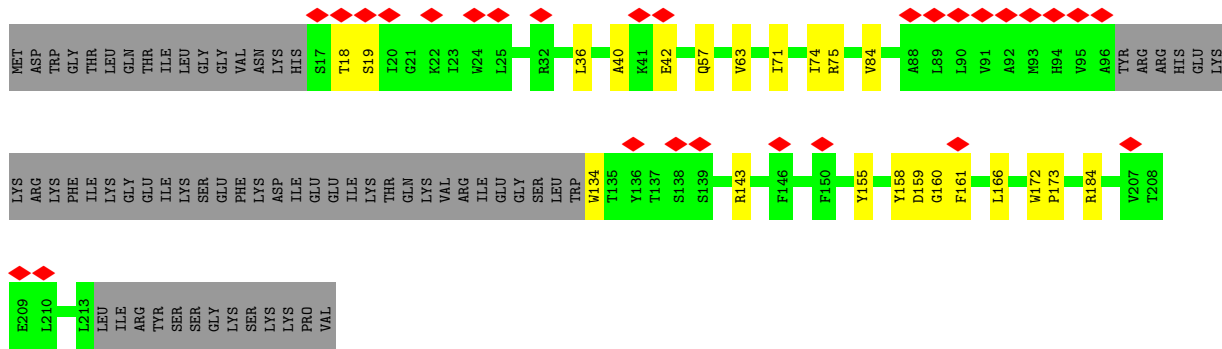 MET ASP TRP GLY THR LEU GLN THR ILE LEU GLY GLY VAL ASN LYS HIS S17 T18 S19 I20 G21 K22 I23 W24 L25 R32 L36 A40 K41 E42 Q57 V63 I71 I74 R75 V84 A88 L89 L90 V91 A92 M93 H94 V95 A96 TYR ARG ARG HIS GLU LYS
LYS ARG LYS PHE ILE LYS GLY GLU ILE LYS SER GLU PHE LYS ASP ILE GLU GLU ILE LYS THR GLN LYS VAL ARG ILE GLU GLY SER LEU TRP W134 T135 Y136 T137 S138 S139 R143 F146 F150 Y155 Y158 D159 G160 F161 L166 W172 P173 R184 V207 T208
E209 L210 L213 LEU ILE ARG TYR SER SER GLY LYS SER LYS LYS PRO VAL